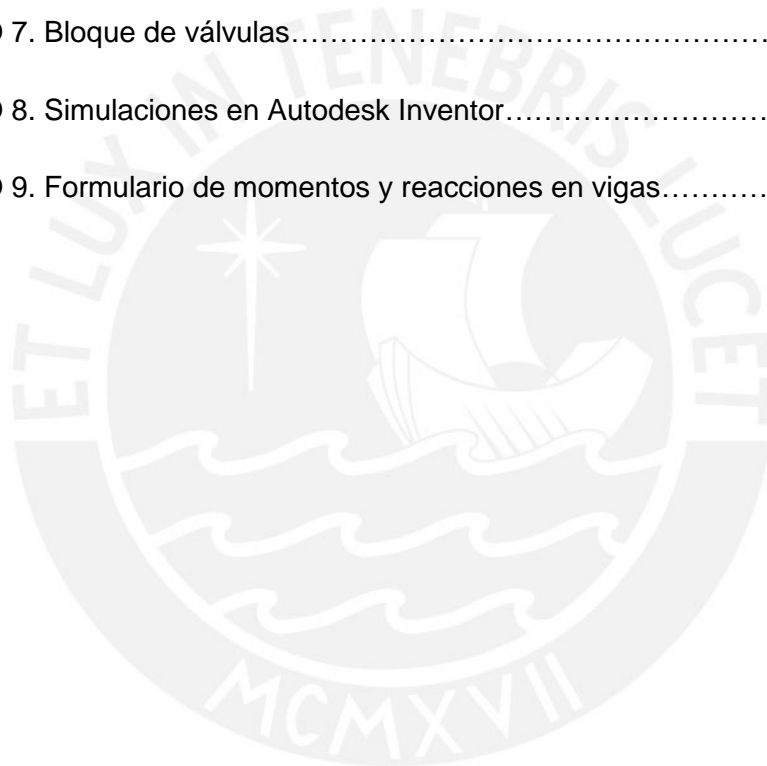 7. Bloque de válvulas……………………………………………
8. Simulaciones en Autodesk Inventor………………………
9. Formulario de momentos y reacciones en vigas…………
ET LUX IN TENEBRIS LUCET
MCMXVII